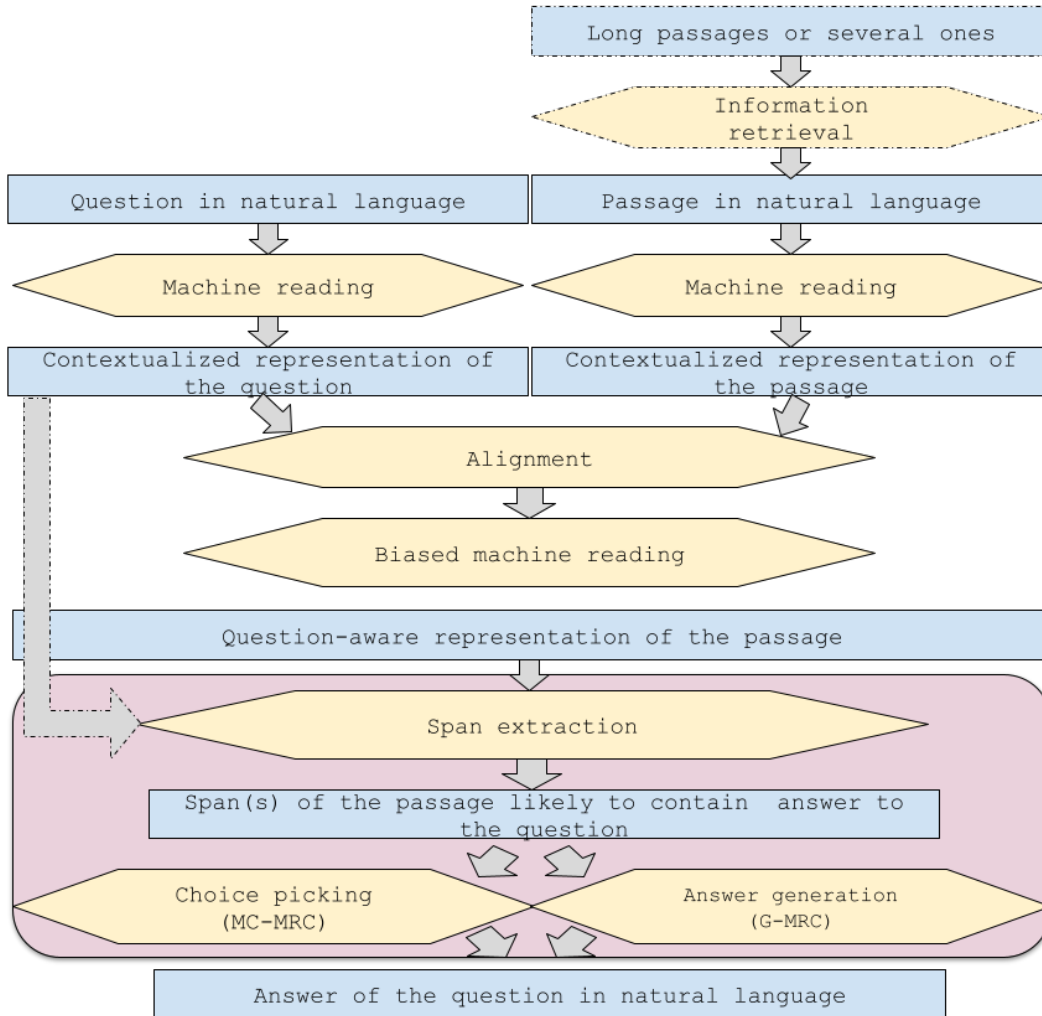 Long passages or several ones
Information
retrieval
Question in natural language
Passage in natural language
Machine reading
Machine reading
Contextualized representation of
the question
Contextualized representation of
the passage
Alignment
Biased machine reading
Question-aware representation of the passage
Span extraction
Span(s) of the passage likely to contain answer to
the question
Choice picking
(MC-MRC)
Answer generation
(G-MRC)
Answer of the question in natural language